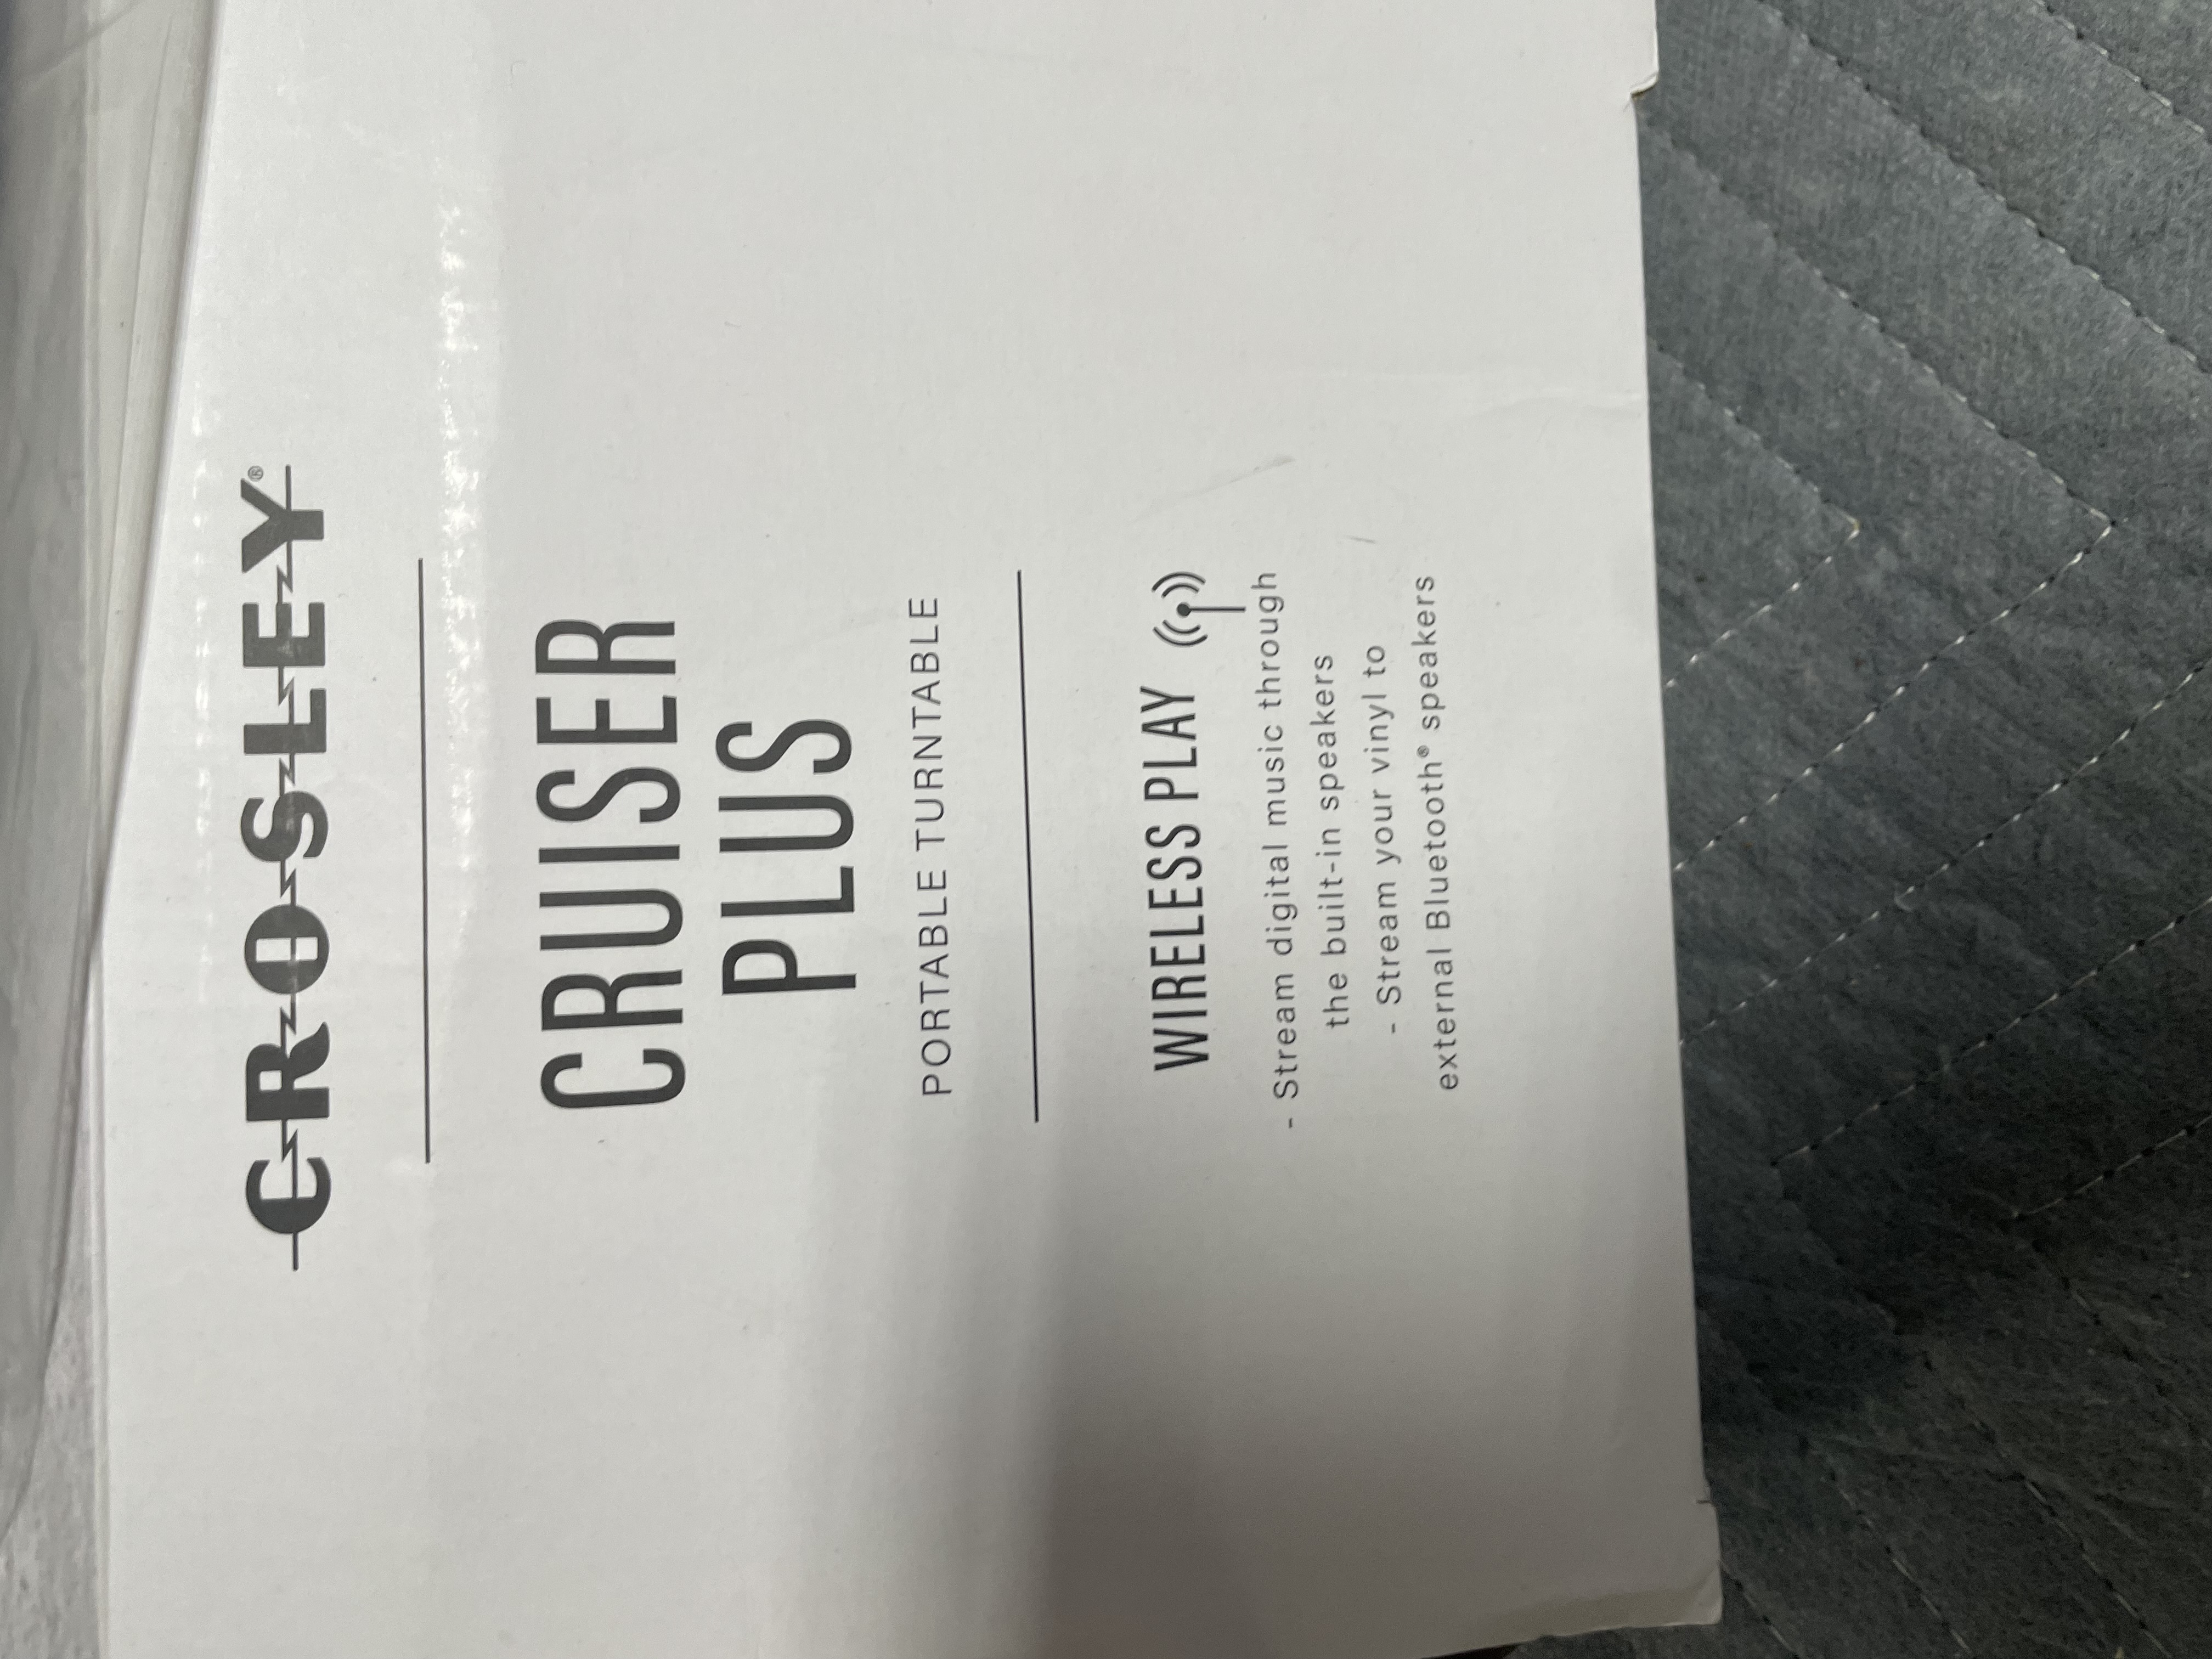 CROSLEY®
CRUISER
PLUS
PORTABLE TURNTABLE
WIRELESS PLAY
- Stream digital music through
the built-in speakers
- Stream your vinyl to
external Bluetooth® speakers